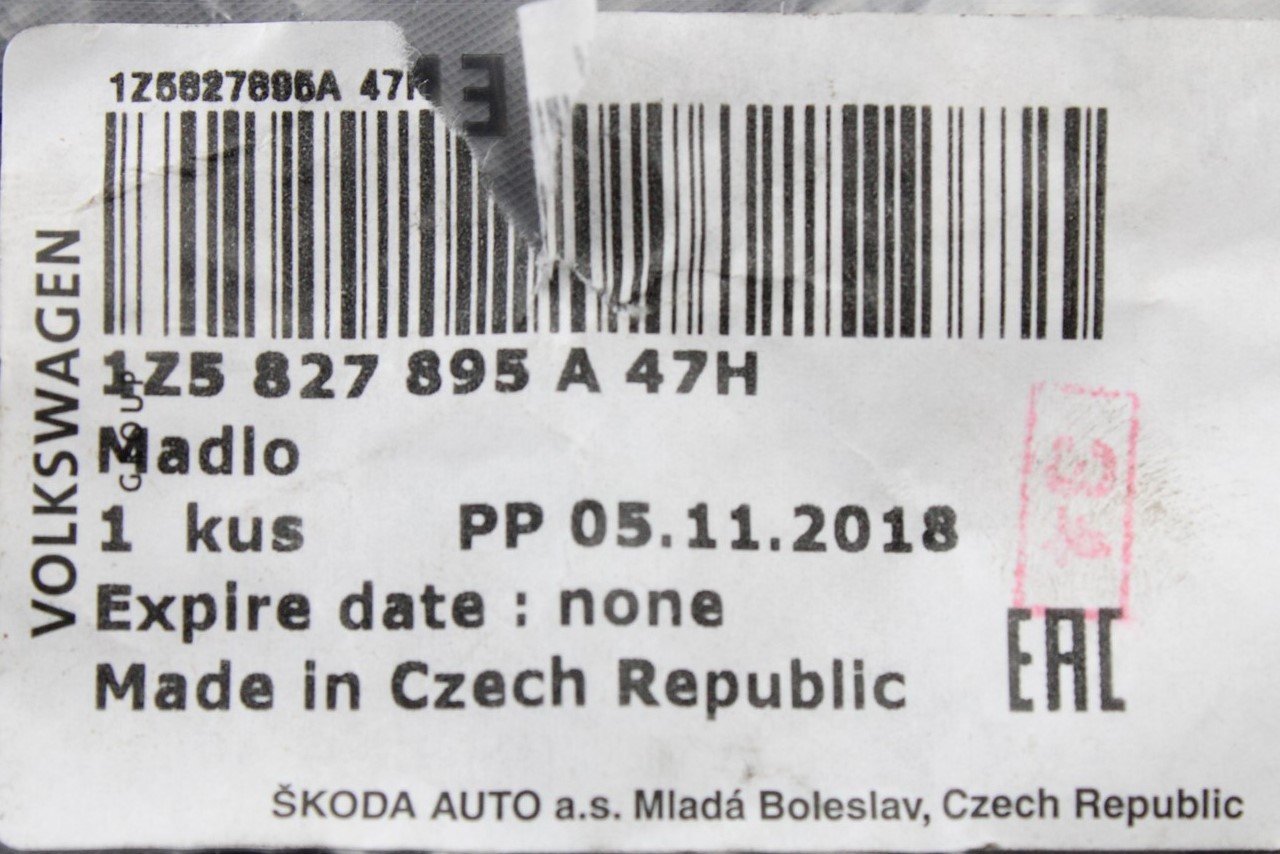 1Z5827895A 47H
1Z5 827 895 A 47H
Madlo
1 kus PP 05.11.2018
Expire date : none
Made in Czech Republic
EAC
ŠKODA AUTO a.s. Mladá Boleslav, Czech Republic
VOLKSWAGEN
GROUP